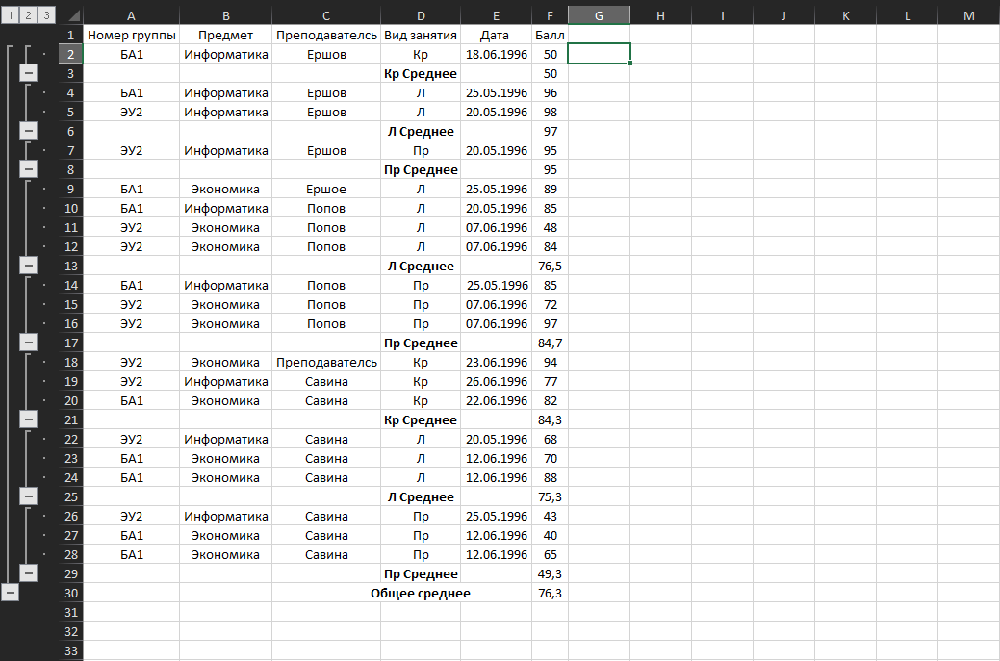 1 2 3 A B C D E F G H I J K L M
1 Номер группы Предмет Преподавателсь Вид занятия Дата Балл
2 БА1 Информатика Ершов Кр 18.06.1996 50
3 Кр Среднее 50
4 БА1 Информатика Ершов Л 25.05.1996 96
5 ЭУ2 Информатика Ершов Л 20.05.1996 98
6 Л Среднее 97
7 ЭУ2 Информатика Ершов Пр 20.05.1996 95
8 Пр Среднее 95
9 БА1 Экономика Ершое Л 25.05.1996 89
10 БА1 Информатика Попов Л 20.05.1996 85
11 ЭУ2 Экономика Попов Л 07.06.1996 48
12 ЭУ2 Экономика Попов Л 07.06.1996 84
13 Л Среднее 76,5
14 БА1 Информатика Попов Пр 25.05.1996 85
15 ЭУ2 Экономика Попов Пр 07.06.1996 72
16 ЭУ2 Экономика Попов Пр 07.06.1996 97
17 Пр Среднее 84,7
18 ЭУ2 Экономика Преподавателсь Кр 23.06.1996 94
19 ЭУ2 Информатика Савина Кр 26.06.1996 77
20 БА1 Экономика Савина Кр 22.06.1996 82
21 Кр Среднее 84,3
22 ЭУ2 Информатика Савина Л 20.05.1996 68
23 БА1 Экономика Савина Л 12.06.1996 70
24 БА1 Экономика Савина Л 12.06.1996 88
25 Л Среднее 75,3
26 ЭУ2 Информатика Савина Пр 25.05.1996 43
27 БА1 Экономика Савина Пр 12.06.1996 40
28 БА1 Экономика Савина Пр 12.06.1996 65
29 Пр Среднее 49,3
30 Общее среднее 76,3
31
32
33